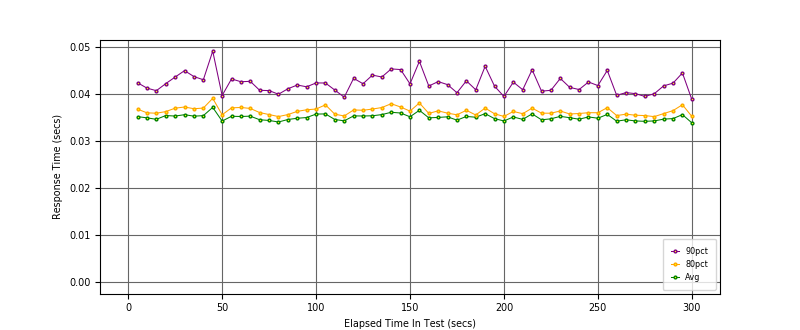 0.05
0.04
0.03
0.02
0.01
0.00
Response Time (secs)
0 50 100 150 200 250 300
Elapsed Time In Test (secs)
90pct
80pct
Avg